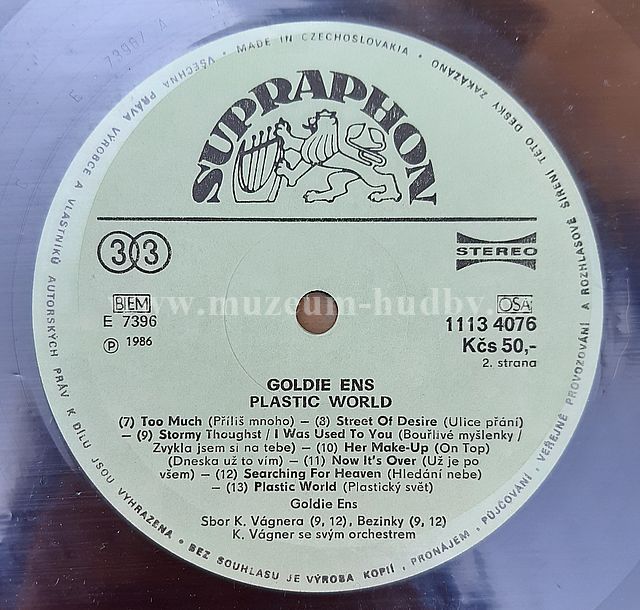 E 73967 A
VŠECHNA PRÁVA VÝROBCE A VLASTNÍKŮ AUTORSKÝCH PRÁV K DÍLU JSOU VYHRAZENA • BEZ SOUHLASU JE VÝROBA KOPIÍ, PRONÁJEM, PŮJČOVÁNÍ, VEŘEJNÉ PROVOZOVÁNÍ A ROZHLASOVÉ ŠÍŘENÍ TÉTO DESKY ZAKÁZÁNO • MADE IN CZECHOSLOVAKIA •
SUPRAPHON
33
STEREO
www.muzeum-hudby.
BIEM
OSA
E 7396
1113 4076
Ⓟ 1986
Kčs 50,-
2. strana
GOLDIE ENS
PLASTIC WORLD
(7) Too Much (Příliš mnoho) – (3) Street Of Desire (Ulice přání)
– (9) Stormy Thoughst / I Was Used To You (Bouřlivé myšlenky /
Zvykla jsem si na tebe) – (10) Her Make-Up (On Top)
(Dneska už to vím) – (11) Now It's Over (Už je po
všem) – (12) Searching For Heaven (Hledání nebe)
– (13) Plastic World (Plastický svět)
Goldie Ens
Sbor K. Vágnera (9, 12), Bezinky (9, 12)
K. Vágner se svým orchestrem